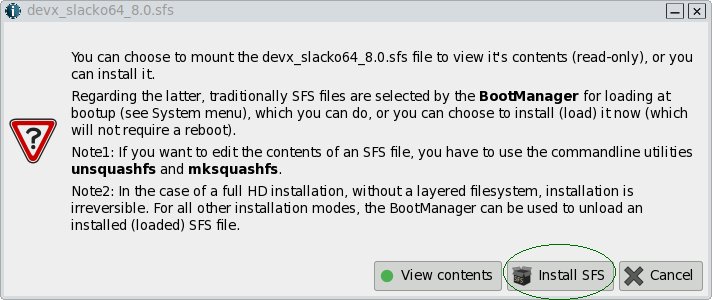 devx_slacko64_8.0.sfs
You can choose to mount the devx_slacko64_8.0.sfs file to view it's contents (read-only), or you
can install it.
Regarding the latter, traditionally SFS files are selected by the BootManager for loading at
bootup (see System menu), which you can do, or you can choose to install (load) it now (which
will not require a reboot).
Note1: If you want to edit the contents of an SFS file, you have to use the commandline utilities
unsquashfs and mksquashfs.
Note2: In the case of a full HD installation, without a layered filesystem, installation is
irreversible. For all other installation modes, the BootManager can be used to unload an
installed (loaded) SFS file.
View contents
Install SFS
Cancel